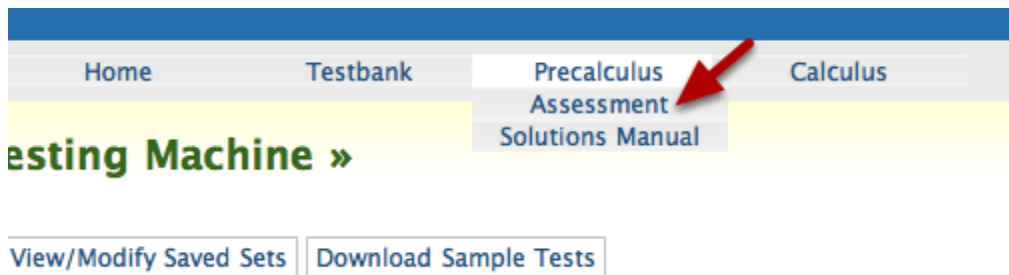 Home Testbank Precalculus Calculus
Assessment
Solutions Manual
esting Machine »
View/Modify Saved Sets Download Sample Tests